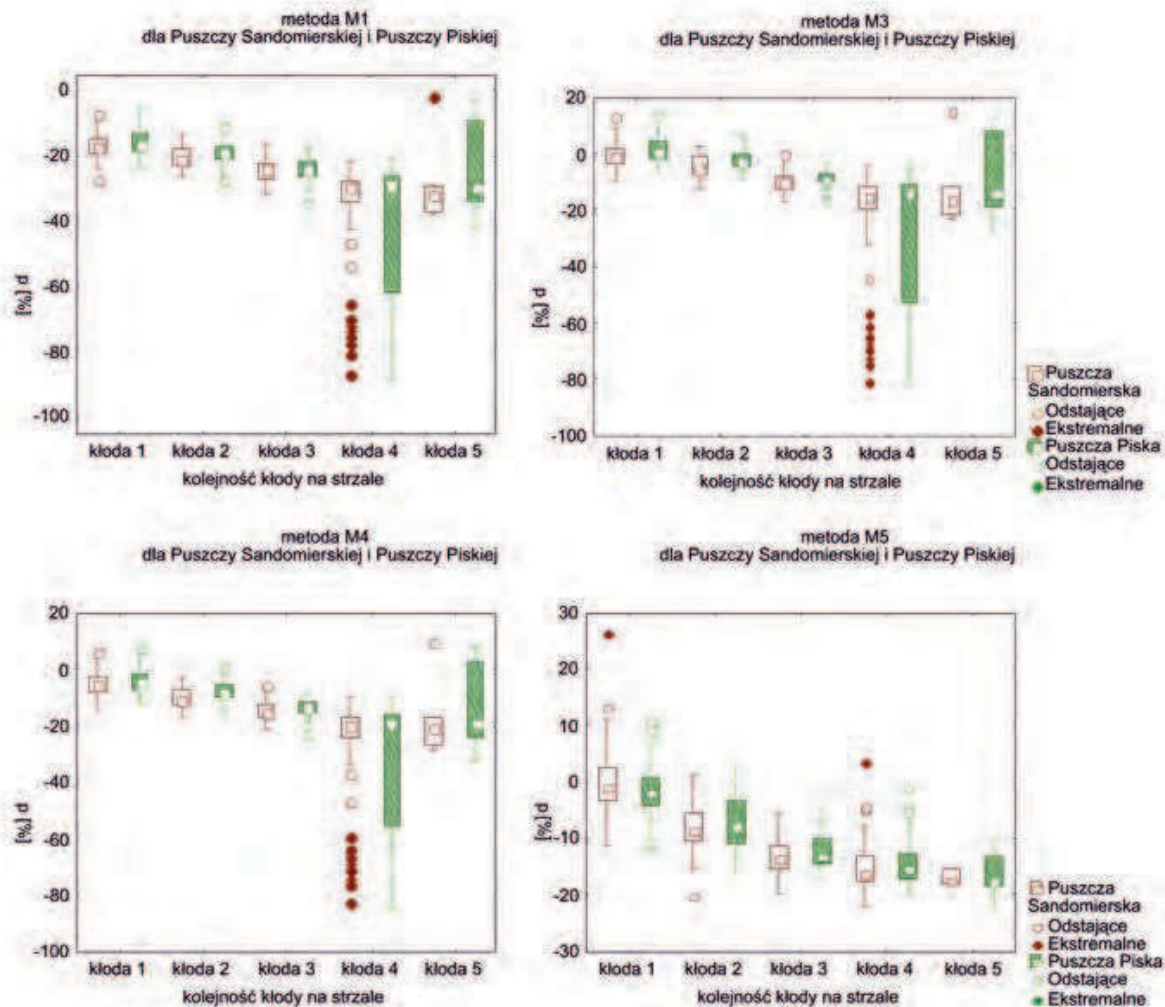 metoda M1
dla Puszczy Sandomierskiej i Puszczy Piskiej
0
-20
-40
-60
-80
-100
[%] d
kłoda 1 kłoda 2 kłoda 3 kłoda 4 kłoda 5
kolejność kłody na strzale
metoda M3
dla Puszczy Sandomierskiej i Puszczy Piskiej
20
0
-20
-40
-60
-80
-100
[%] d
kłoda 1 kłoda 2 kłoda 3 kłoda 4 kłoda 5
kolejność kłody na strzale
Puszcza
Sandomierska
Odstające
Ekstremalne
Puszcza Piska
Odstające
Ekstremalne
metoda M4
dla Puszczy Sandomierskiej i Puszczy Piskiej
20
0
-20
-40
-60
-80
-100
[%] d
kłoda 1 kłoda 2 kłoda 3 kłoda 4 kłoda 5
kolejność kłody na strzale
metoda M5
dla Puszczy Sandomierskiej i Puszczy Piskiej
30
20
10
0
-10
-20
-30
[%] d
kłoda 1 kłoda 2 kłoda 3 kłoda 4 kłoda 5
kolejność kłody na strzale
Puszcza
Sandomierska
Odstające
Ekstremalne
Puszcza Piska
Odstające
Ekstremalne